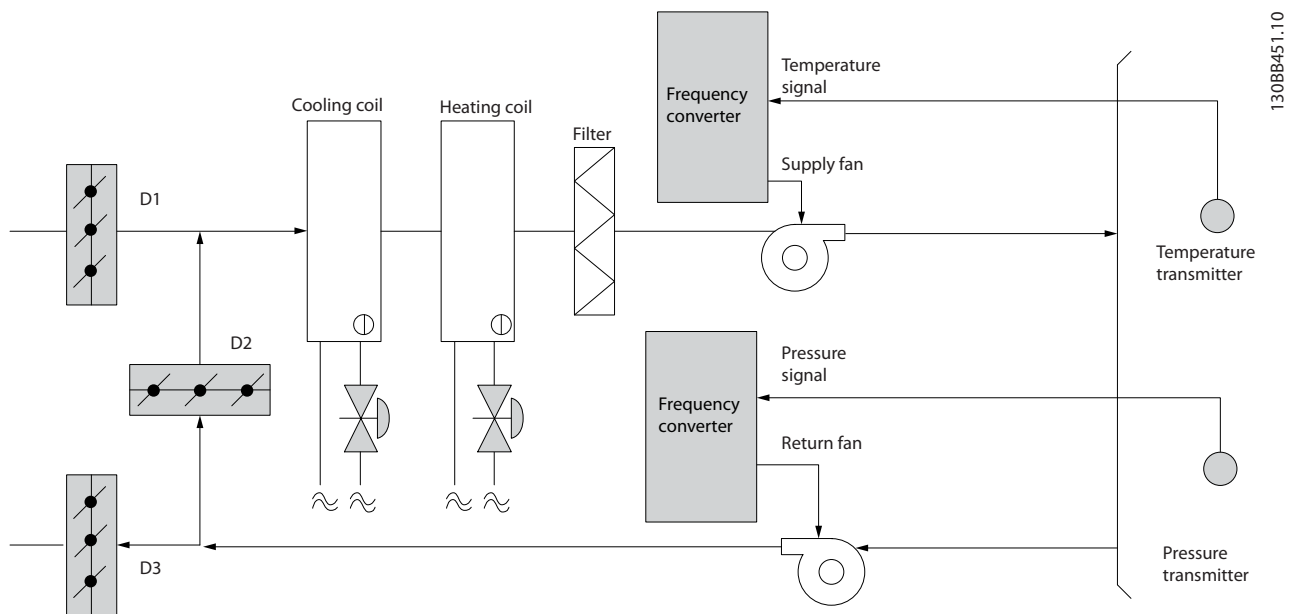 130BB451.10
Temperature
signal
Frequency
converter
Cooling coil
Heating coil
Filter
Supply fan
D1
Temperature
transmitter
D2
Pressure
signal
Frequency
converter
Return fan
D3
Pressure
transmitter